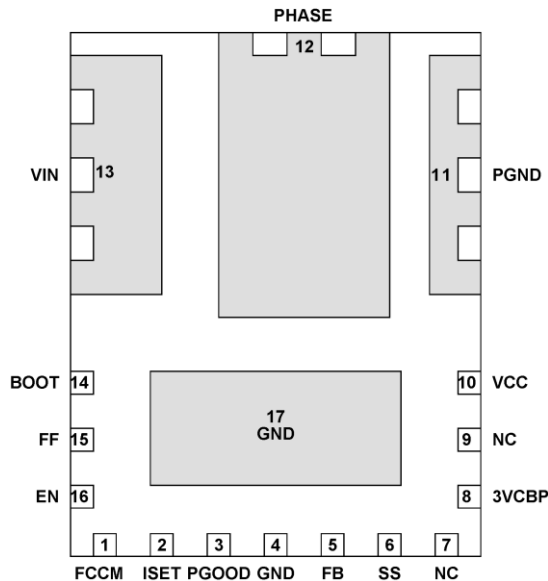 PHASE
12
VIN 13 11 PGND
BOOT 14 10 VCC
17
GND
FF 15 9 NC
EN 16 8 3VCBP
1 2 3 4 5 6 7
FCCM ISET PGOOD GND FB SS NC